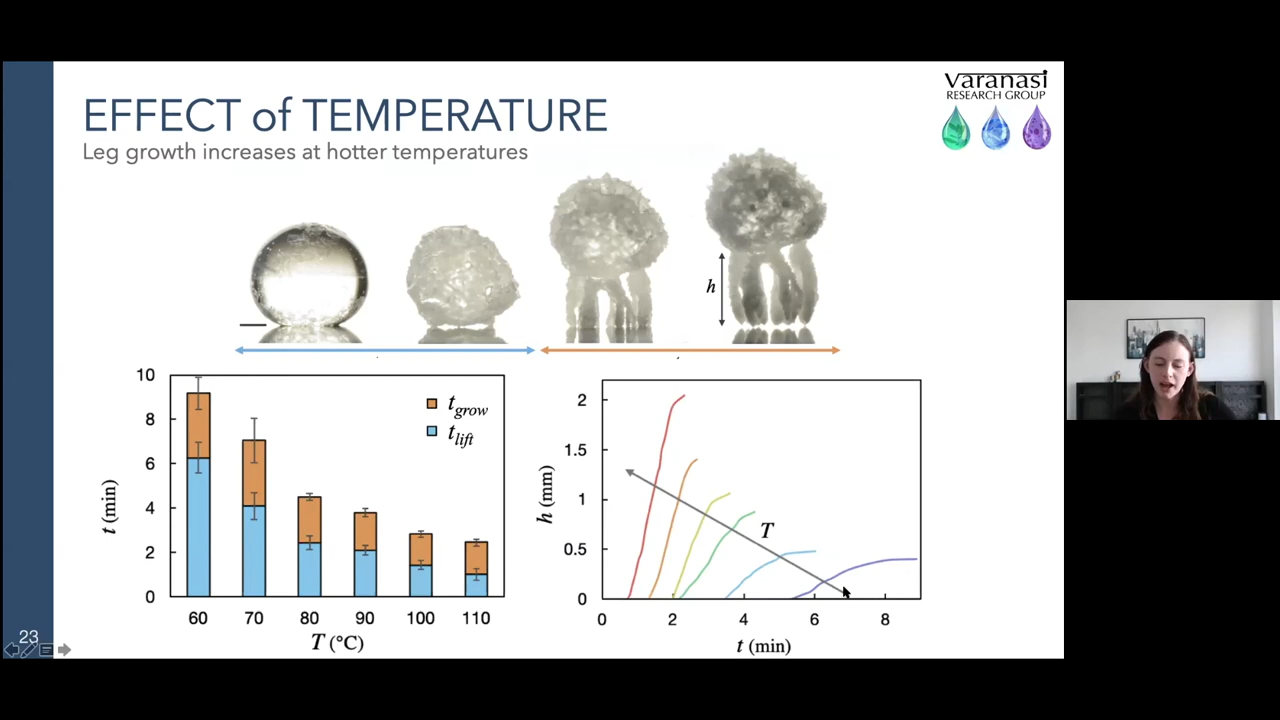 EFFECT of TEMPERATURE
Leg growth increases at hotter temperatures
varanasi
RESEARCH GROUP
h
10
8
6
4
2
0
t (min)
t_grow
t_lift
60 70 80 90 100 110
T (°C)
2
1.5
1
0.5
0
h (mm)
T
0 2 4 6 8
t (min)
23